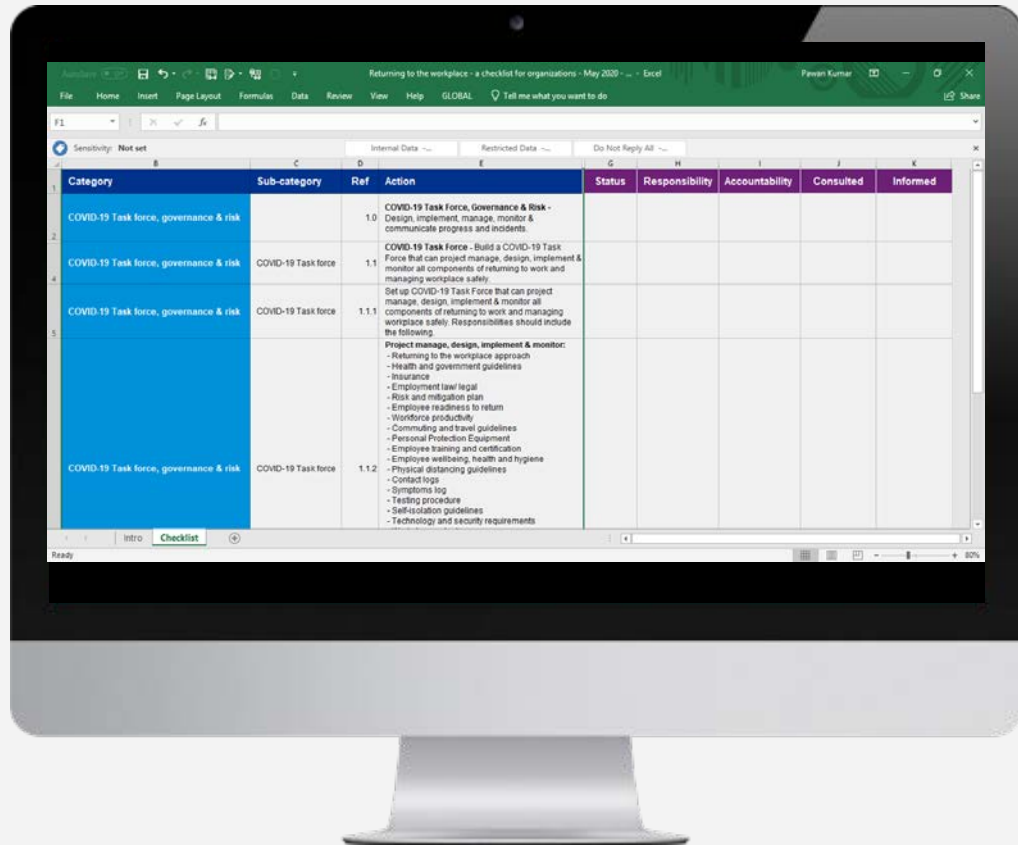 AutoSave
Returning to the workplace - a checklist for organizations - May 2020 - ... - Excel
Pawan Kumar
File Home Insert Page Layout Formulas Data Review View Help GLOBAL Tell me what you want to do
Share
F1
fx
Sensitivity: Not set
Internal Data -...
Restricted Data -...
Do Not Reply All -...
B C D E G H I J K
1 Category Sub-category Ref Action Status Responsibility Accountability Consulted Informed
2 COVID-19 Task force, governance & risk 1.0
COVID-19 Task Force, Governance & Risk -
Design, implement, manage, monitor &
communicate progress and incidents.
4 COVID-19 Task force, governance & risk COVID-19 Task force 1.1
COVID-19 Task Force - Build a COVID-19 Task
Force that can project manage, design, implement &
monitor all components of returning to work and
managing workplace safely.
5 COVID-19 Task force, governance & risk COVID-19 Task force 1.1.1
Set up COVID-19 Task Force that can project
manage, design, implement & monitor all
components of returning to work and managing
workplace safely. Responsibilities should include
the following.
COVID-19 Task force, governance & risk COVID-19 Task force 1.1.2
Project manage, design, implement & monitor:
- Returning to the workplace approach
- Health and government guidelines
- Insurance
- Employment law/ legal
- Risk and mitigation plan
- Employee readiness to return
- Workforce productivity
- Commuting and travel guidelines
- Personal Protection Equipment
- Employee training and certification
- Employee wellbeing, health and hygiene
- Physical distancing guidelines
- Contact logs
- Symptoms log
- Testing procedure
- Self-isolation guidelines
- Technology and security requirements
Intro Checklist
Ready
80%